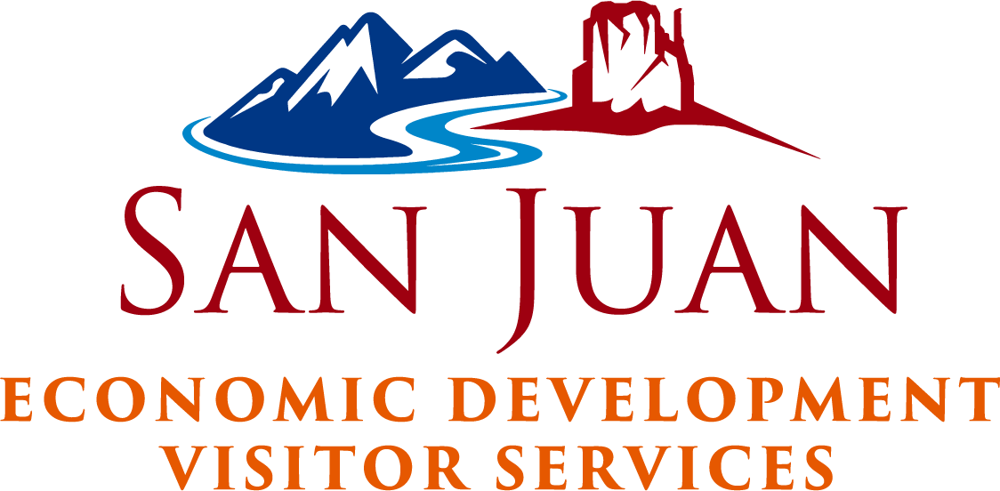 SAN JUAN
ECONOMIC DEVELOPMENT
VISITOR SERVICES